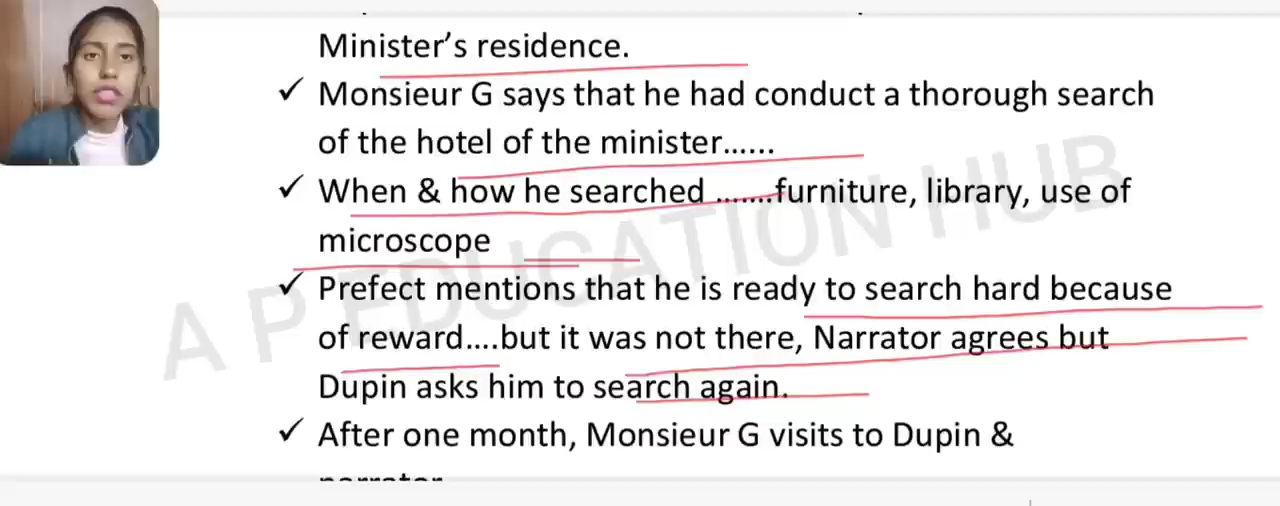 Minister's residence.
✓ Monsieur G says that he had conduct a thorough search
of the hotel of the minister......
✓ When & how he searched .......furniture, library, use of
microscope
✓ Prefect mentions that he is ready to search hard because
of reward....but it was not there, Narrator agrees but
Dupin asks him to search again.
✓ After one month, Monsieur G visits to Dupin &
A P EDUCATION HUB